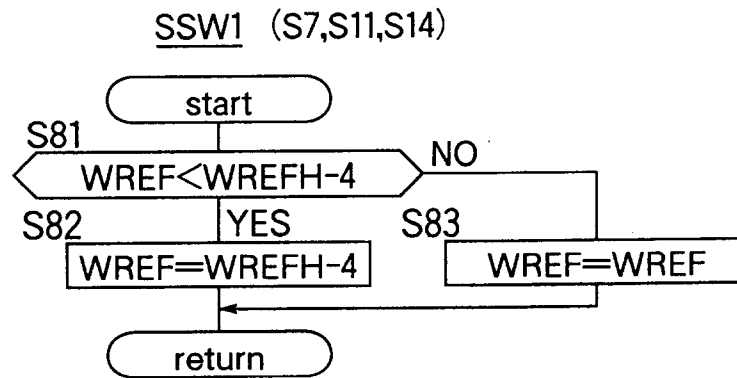 SSW1 (S7,S11,S14)
start
S81
WREF<WREFH-4
NO
S82
YES
S83
WREF=WREFH-4
WREF=WREF
return